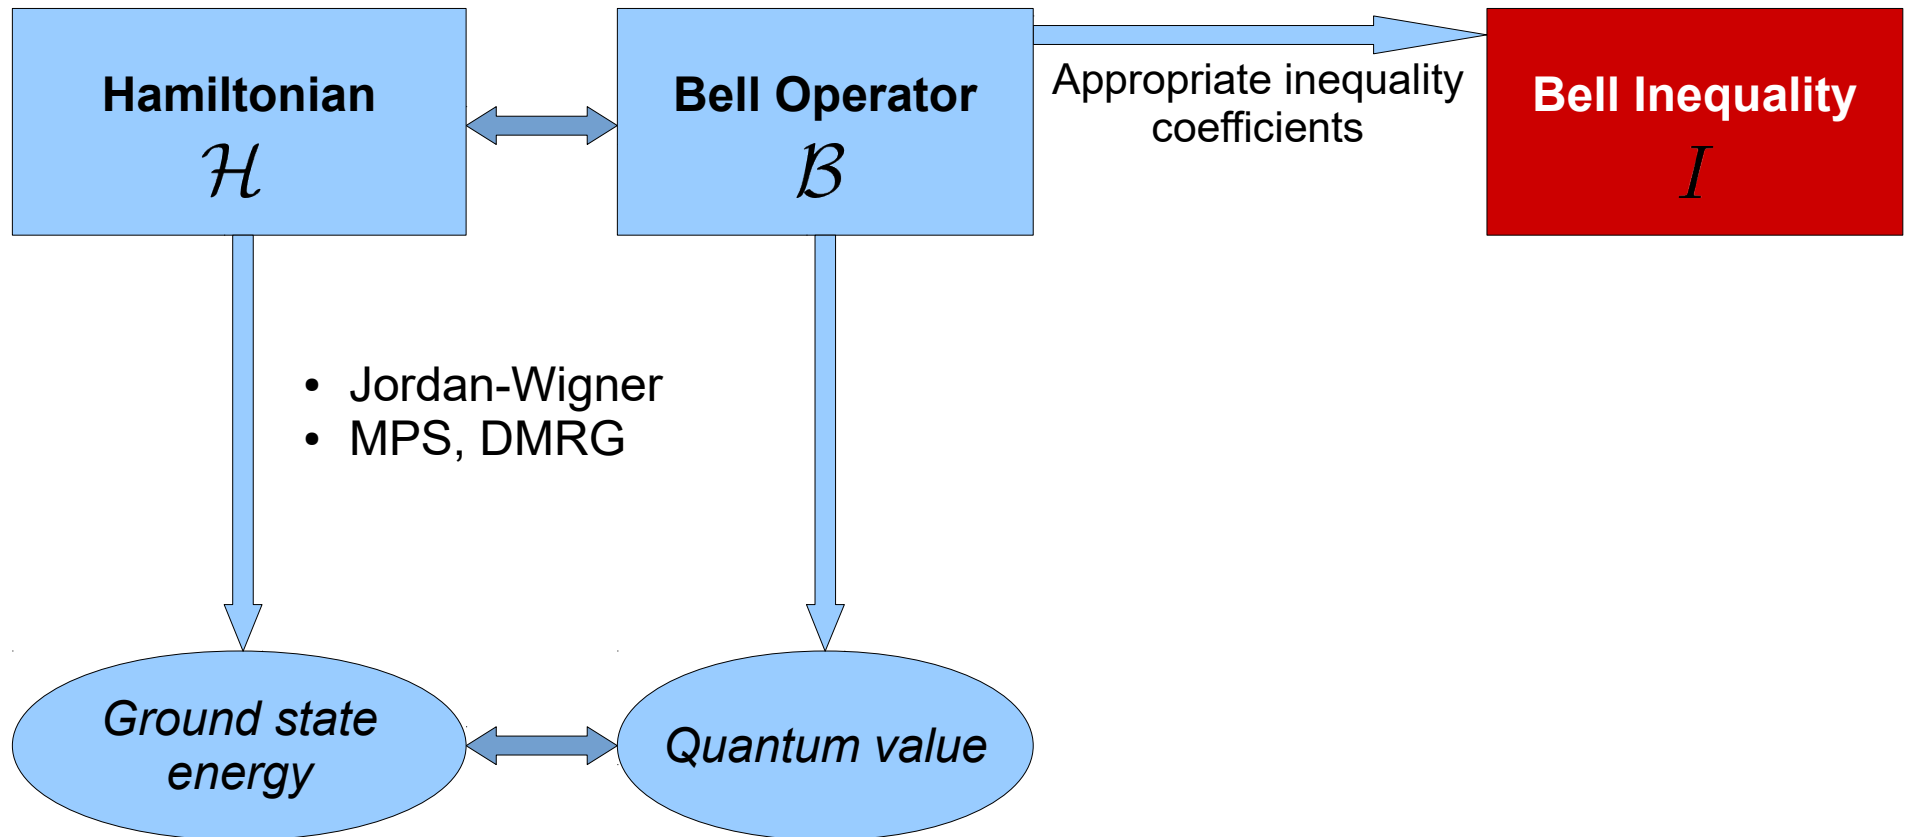 Hamiltonian
ℋ
Bell Operator
ℬ
Appropriate inequality
coefficients
Bell Inequality
I
• Jordan-Wigner
• MPS, DMRG
Ground state
energy
Quantum value